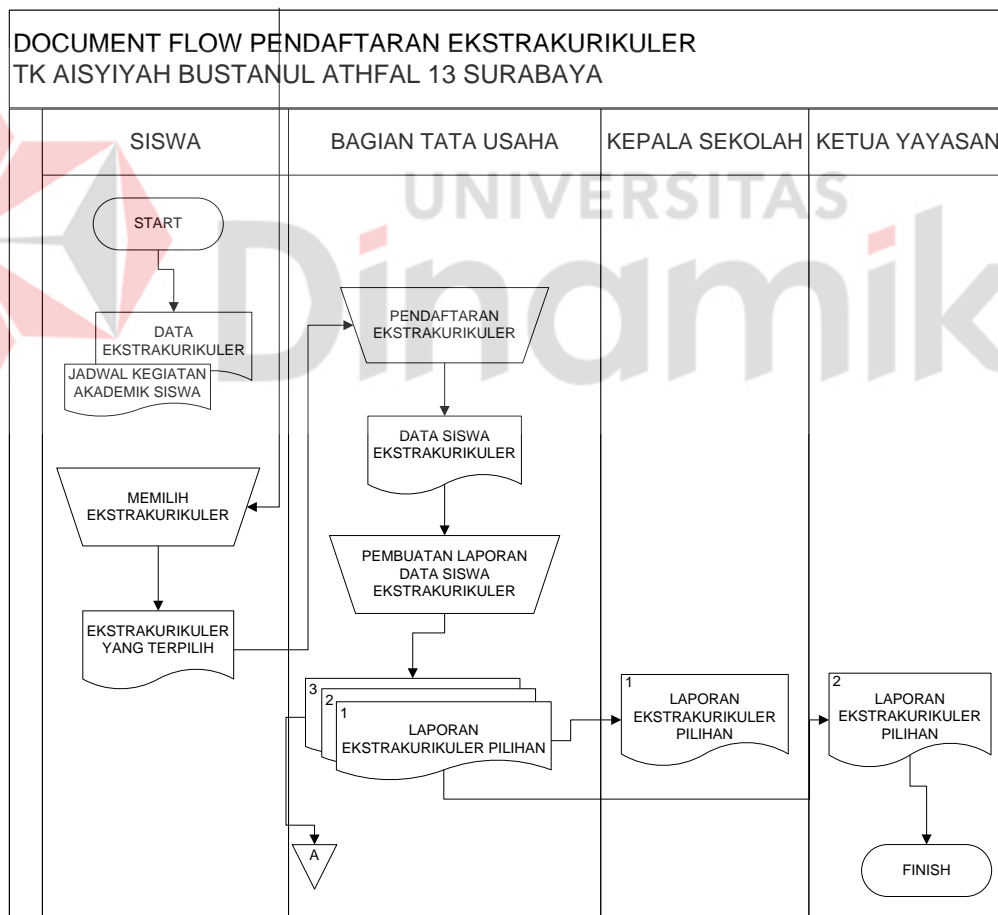 DOCUMENT FLOW PENDAFTARAN EKSTRAKURIKULER
TK AISYIYAH BUSTANUL ATHFAL 13 SURABAYA
SISWA
BAGIAN TATA USAHA
KEPALA SEKOLAH
KETUA YAYASAN
UNIVERSITAS
Dinamik
START
DATA
EKSTRAKURIKULER
JADWAL KEGIATAN
AKADEMIK SISWA
MEMILIH
EKSTRAKURIKULER
EKSTRAKURIKULER
YANG TERPILIH
PENDAFTARAN
EKSTRAKURIKULER
DATA SISWA
EKSTRAKURIKULER
PEMBUATAN LAPORAN
DATA SISWA
EKSTRAKURIKULER
3
2
1
LAPORAN
EKSTRAKURIKULER PILIHAN
A
1
LAPORAN
EKSTRAKURIKULER
PILIHAN
2
LAPORAN
EKSTRAKURIKULER
PILIHAN
FINISH